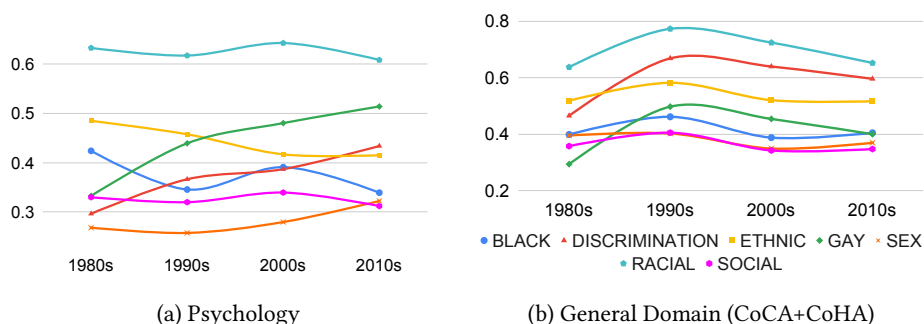 0.6
0.5
0.4
0.3
1980s 1990s 2000s 2010s
(a) Psychology
0.8
0.6
0.4
0.2
1980s 1990s 2000s 2010s
BLACK DISCRIMINATION ETHNIC GAY SEX
RACIAL SOCIAL
(b) General Domain (CoCA+CoHA)